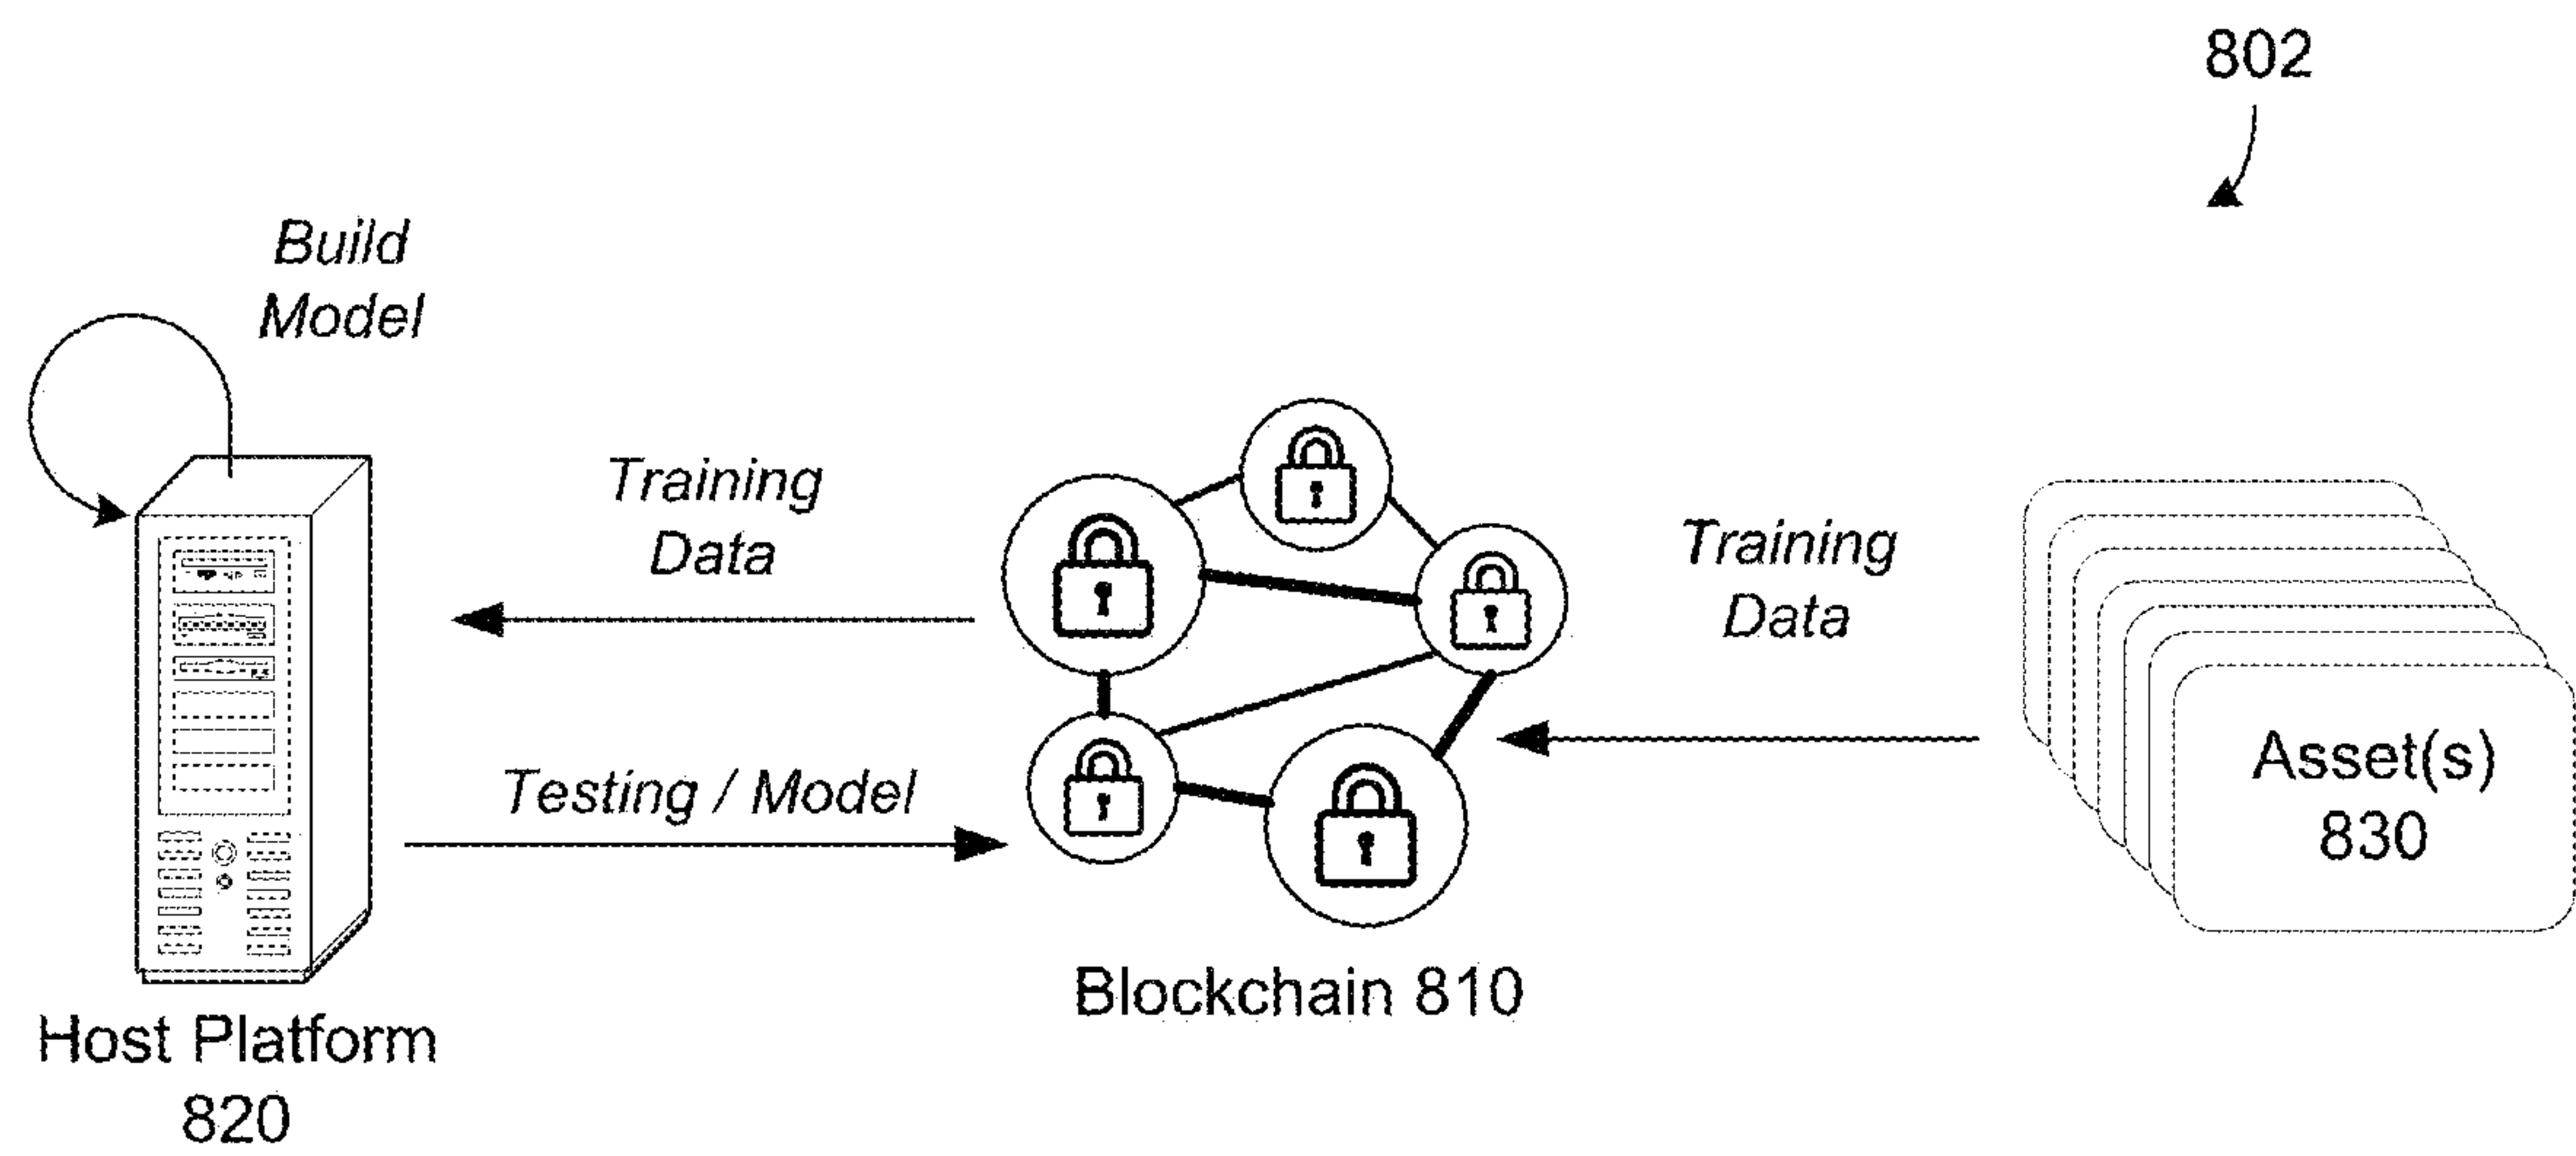 802
Build
Model
Training
Data
Training
Data
Testing / Model
Asset(s)
830
Blockchain 810
Host Platform
820